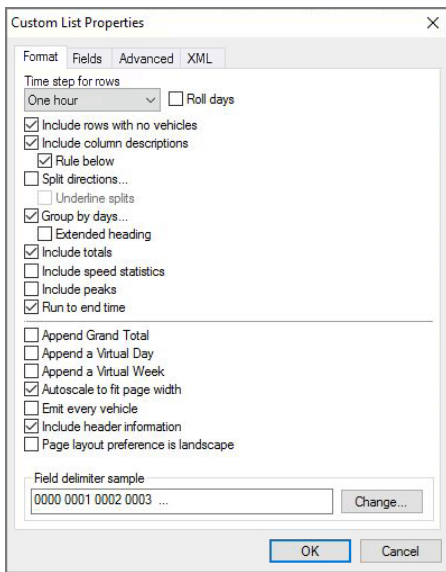 Custom List Properties
Format Fields Advanced XML
Time step for rows
One hour Roll days
Include rows with no vehicles
Include column descriptions
Rule below
Split directions...
Underline splits
Group by days...
Extended heading
Include totals
Include speed statistics
Include peaks
Run to end time
Append Grand Total
Append a Virtual Day
Append a Virtual Week
Autoscale to fit page width
Emit every vehicle
Include header information
Page layout preference is landscape
Field delimiter sample
0000 0001 0002 0003 ... Change...
OK Cancel